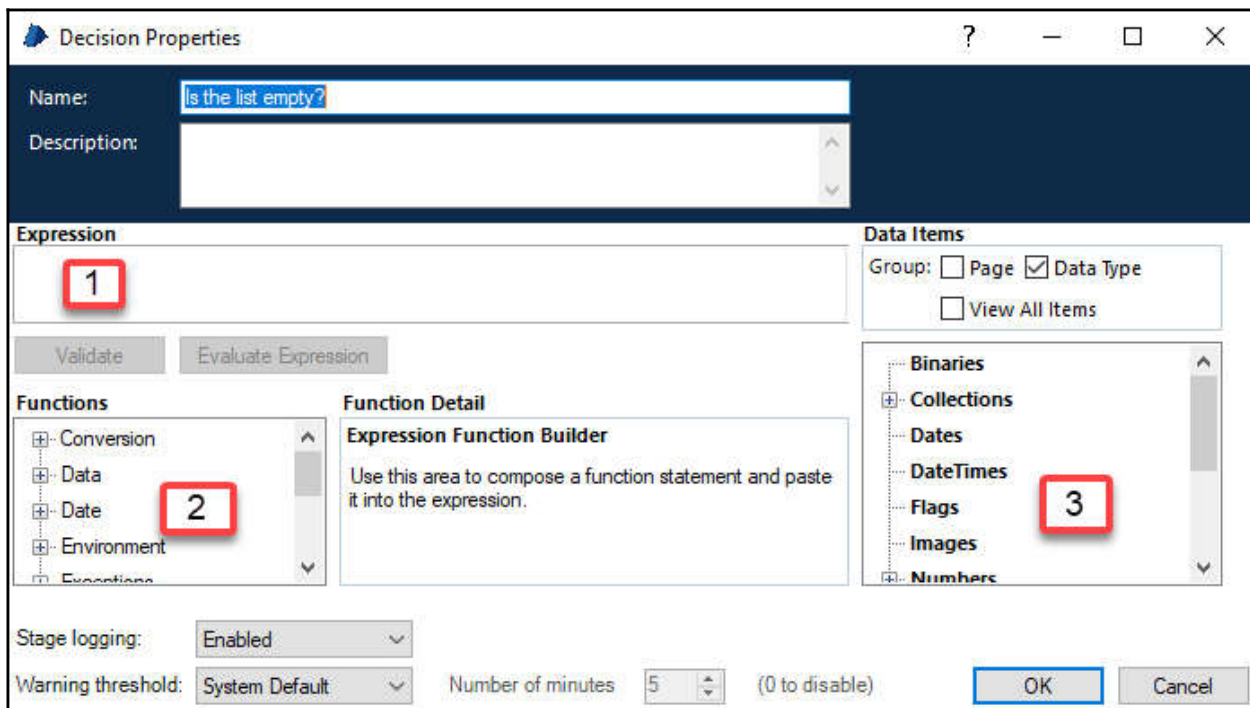 Decision Properties
?
Name:
Is the list empty?
Description:
Expression
1
Validate
Evaluate Expression
Data Items
Group: Page Data Type
View All Items
Functions
Conversion
Data
Date
Environment
Exceptions
2
Function Detail
Expression Function Builder
Use this area to compose a function statement and paste
it into the expression.
Binaries
Collections
Dates
DateTimes
Flags
Images
Numbers
3
Stage logging:
Enabled
Warning threshold:
System Default
Number of minutes
5
(0 to disable)
OK
Cancel